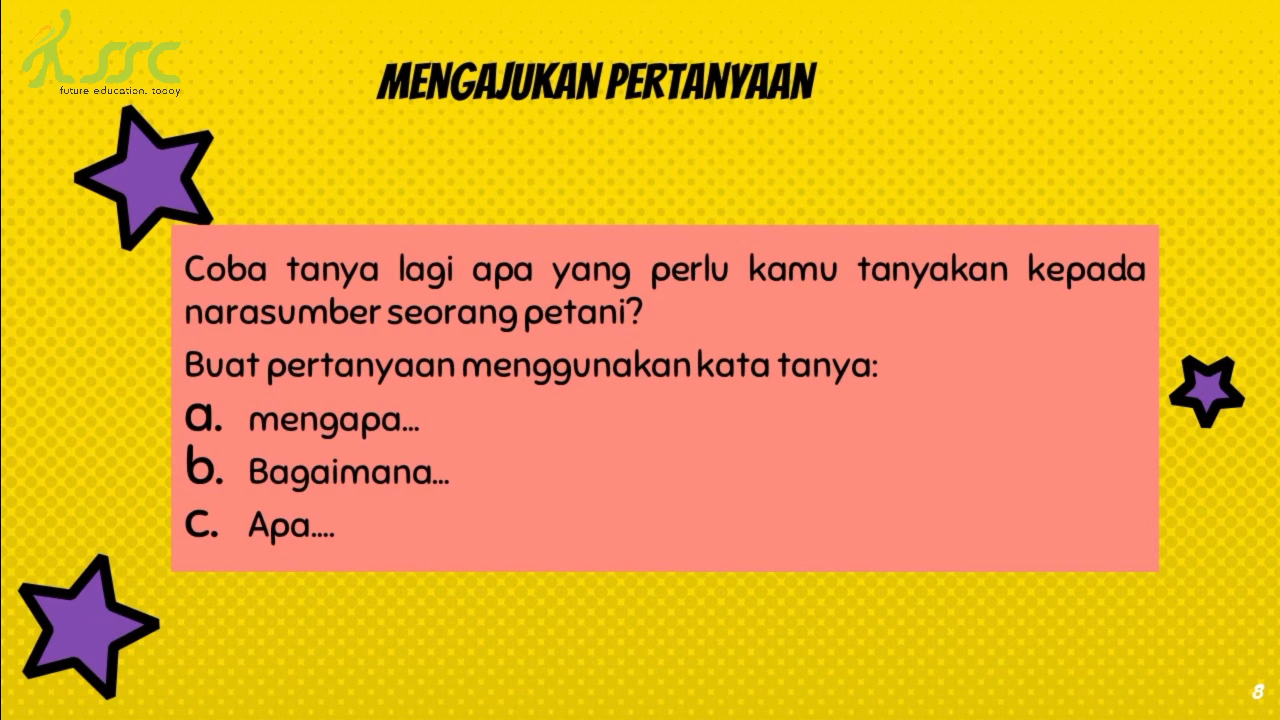 SSC
future education. today
MENGAJUKAN PERTANYAAN
Coba tanya lagi apa yang perlu kamu tanyakan kepada
narasumber seorang petani?
Buat pertanyaan menggunakan kata tanya:
a. mengapa...
b. Bagaimana...
c. Apa....
8